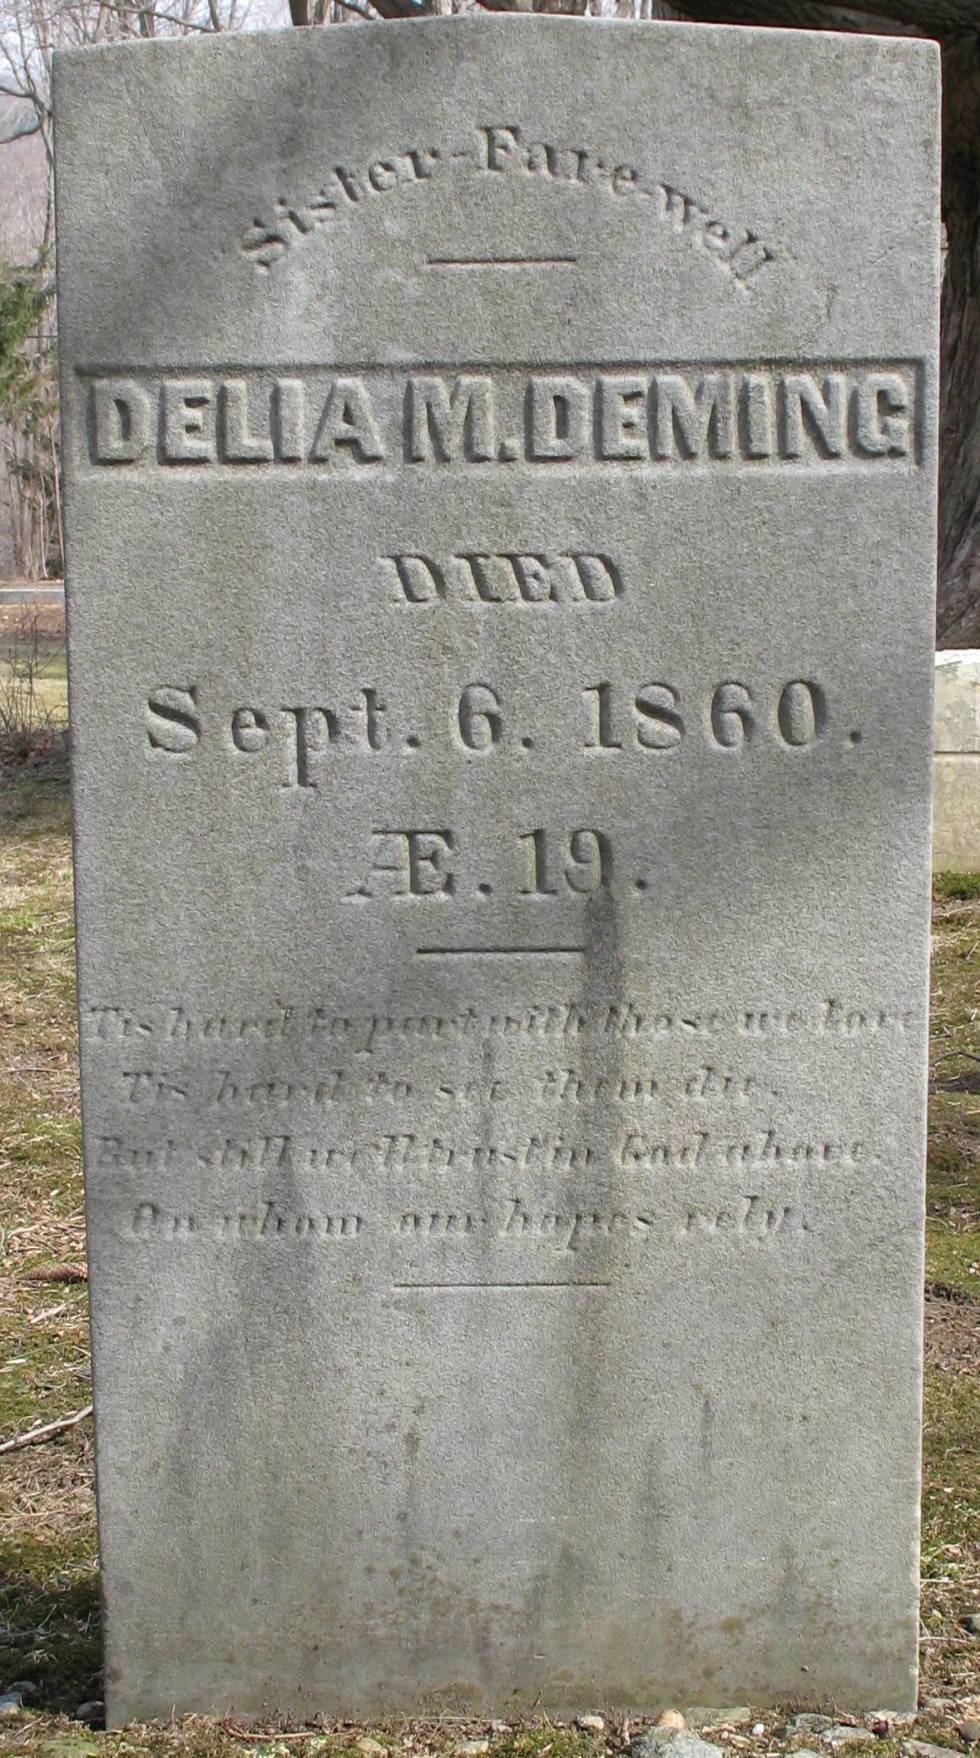 Sister-Fare-well
DELIA M. DEMING
DIED
Sept. 6. 1860.
Æ. 19.
Tis hard to part with those we love
Tis hard to see them die.
But still we'll trust in God above.
On whom our hopes rely.